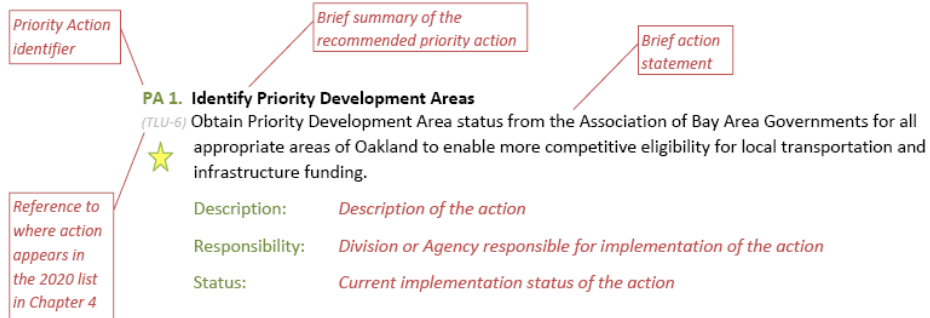 Priority Action
identifier
Brief summary of the
recommended priority action
Brief action
statement
PA 1. Identify Priority Development Areas
(TLU-6) Obtain Priority Development Area status from the Association of Bay Area Governments for all
appropriate areas of Oakland to enable more competitive eligibility for local transportation and
infrastructure funding.
Reference to
where action
appears in
the 2020 list
in Chapter 4
Description: Description of the action
Responsibility: Division or Agency responsible for implementation of the action
Status: Current implementation status of the action